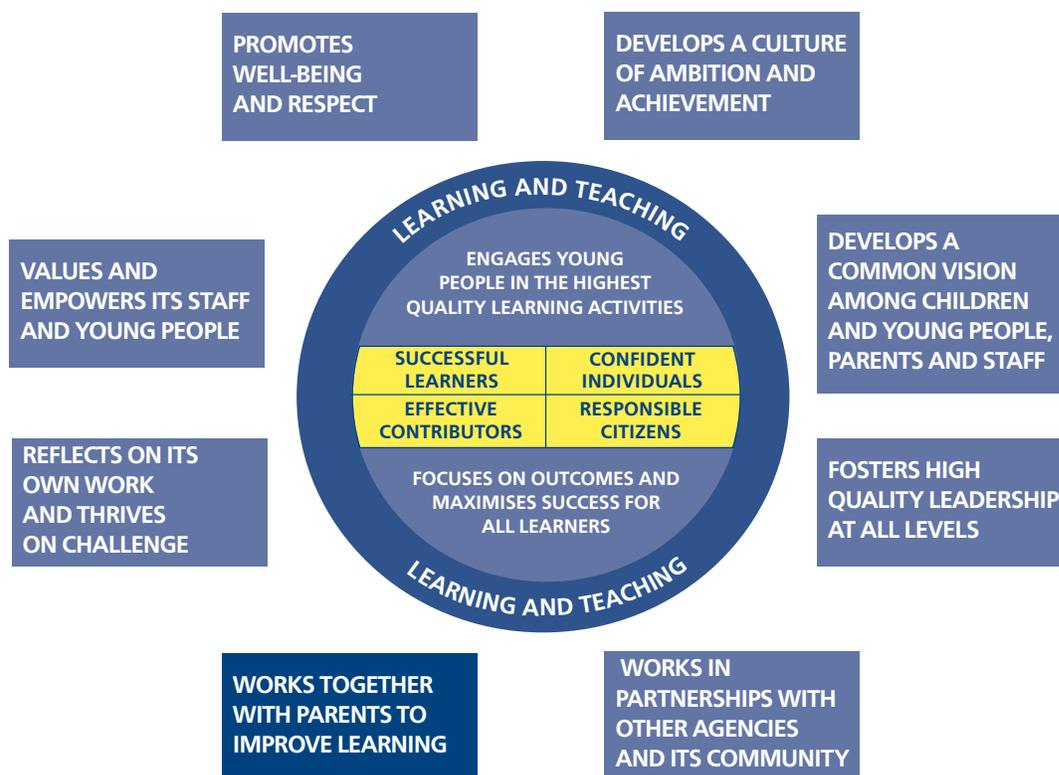 PROMOTES
WELL-BEING
AND RESPECT
DEVELOPS A CULTURE
OF AMBITION AND
ACHIEVEMENT
VALUES AND
EMPOWERS ITS STAFF
AND YOUNG PEOPLE
LEARNING AND TEACHING
ENGAGES YOUNG
PEOPLE IN THE HIGHEST
QUALITY LEARNING ACTIVITIES
SUCCESSFUL
LEARNERS
CONFIDENT
INDIVIDUALS
EFFECTIVE
CONTRIBUTORS
RESPONSIBLE
CITIZENS
FOCUSES ON OUTCOMES AND
MAXIMISES SUCCESS FOR
ALL LEARNERS
LEARNING AND TEACHING
DEVELOPS A
COMMON VISION
AMONG CHILDREN
AND YOUNG PEOPLE,
PARENTS AND STAFF
REFLECTS ON ITS
OWN WORK
AND THRIVES
ON CHALLENGE
FOSTERS HIGH
QUALITY LEADERSHIP
AT ALL LEVELS
WORKS TOGETHER
WITH PARENTS TO
IMPROVE LEARNING
WORKS IN
PARTNERSHIPS WITH
OTHER AGENCIES
AND ITS COMMUNITY